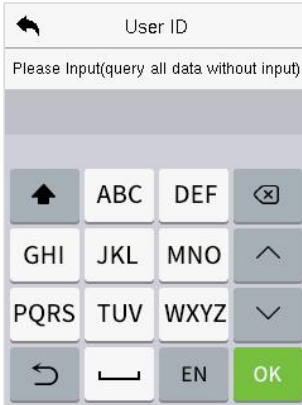 User ID
Please Input(query all data without input)
ABC DEF
GHI JKL MNO
PQRS TUV WXYZ
EN OK